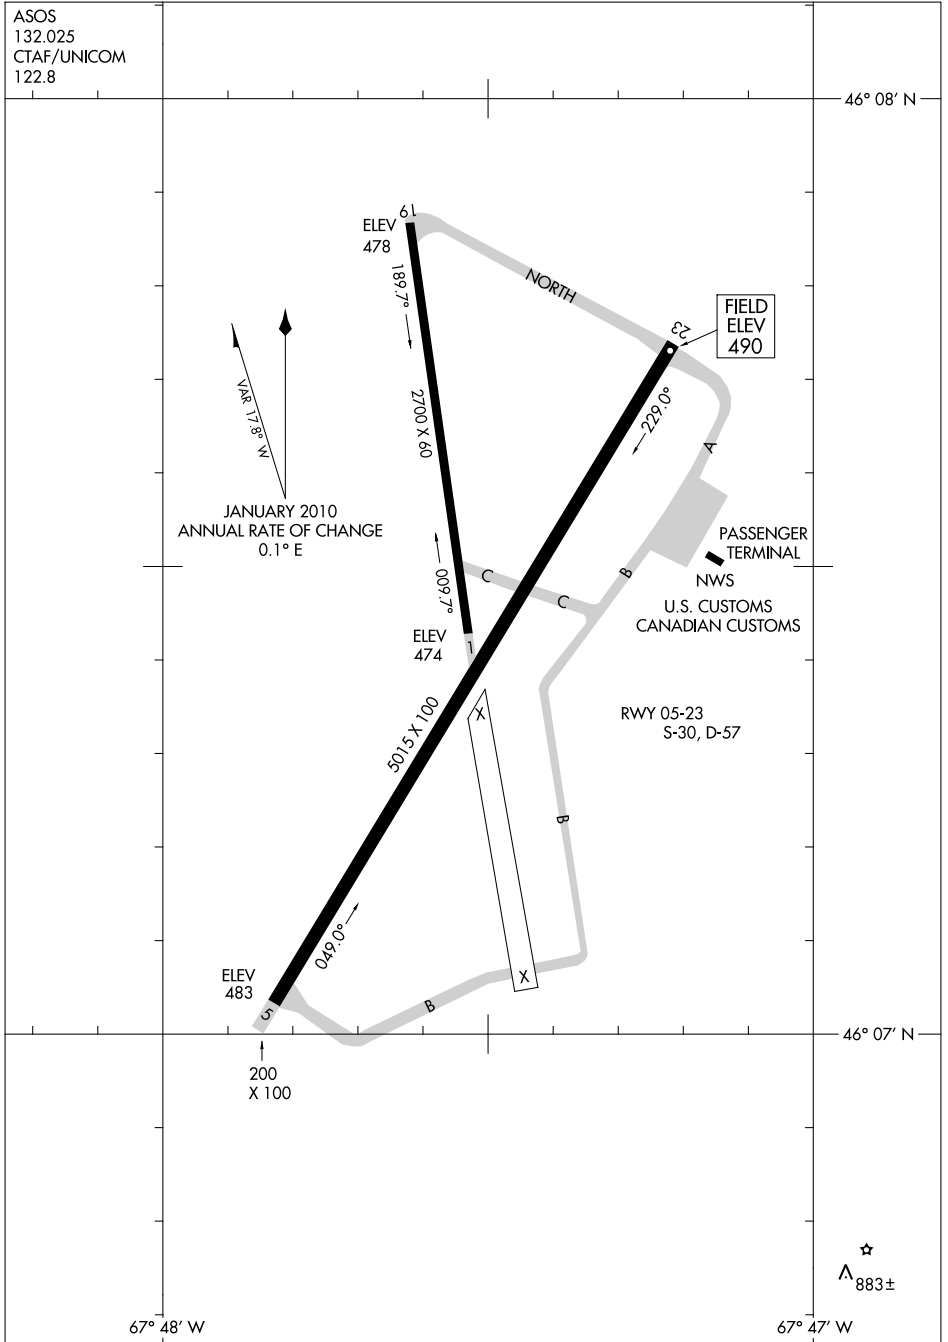 ASOS
132.025
CTAF/UNICOM
122.8
46° 08' N
19
ELEV
478
189.7°
NORTH
23
FIELD
ELEV
490
VAR 17.8° W
2700 X 60
229.0°
A
JANUARY 2010
ANNUAL RATE OF CHANGE
0.1° E
PASSENGER
TERMINAL
NWS
U.S. CUSTOMS
CANADIAN CUSTOMS
009.7°
C
C
B
ELEV
474
1
X
RWY 05-23
S-30, D-57
5015 X 100
B
049.0°
ELEV
483
X
B
5
46° 07' N
200
X 100
883±
67° 48' W
67° 47' W